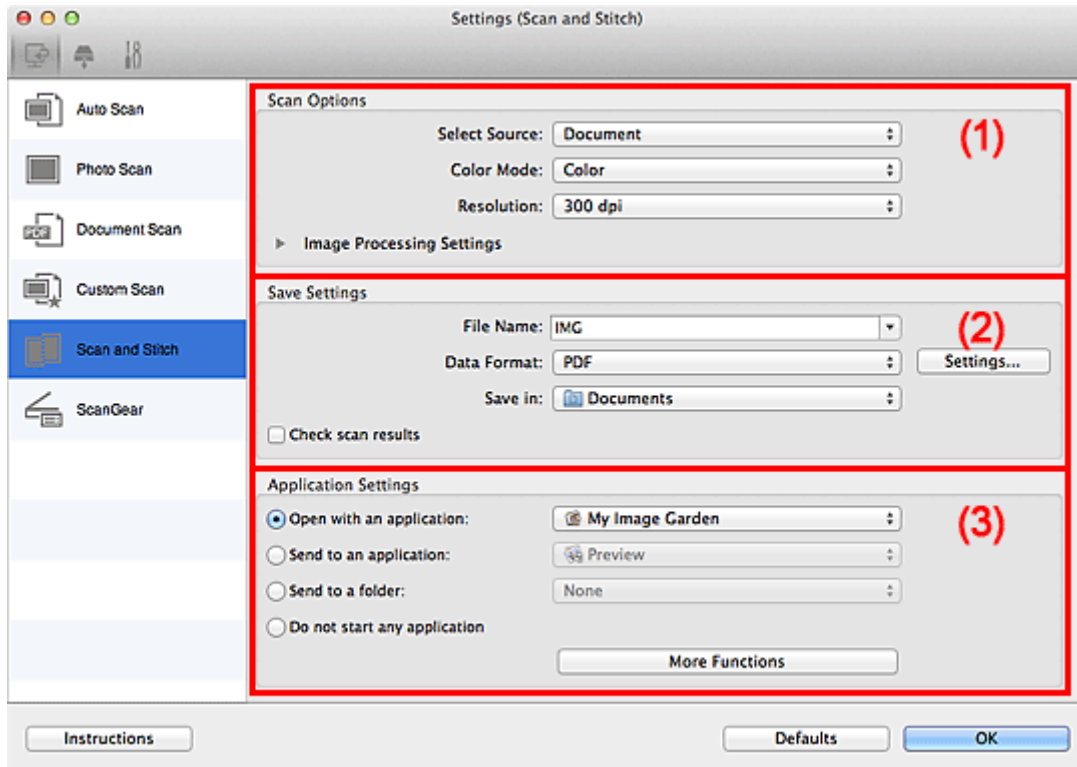 Settings (Scan and Stitch)
Auto Scan
Photo Scan
PDF
Document Scan
Custom Scan
Scan and Stitch
ScanGear
Scan Options
(1)
Select Source: Document
Color Mode: Color
Resolution: 300 dpi
Image Processing Settings
Save Settings
(2)
File Name: IMG
Data Format: PDF Settings...
Save in: Documents
Check scan results
Application Settings
(3)
Open with an application: My Image Garden
Send to an application: Preview
Send to a folder: None
Do not start any application
More Functions
Instructions Defaults OK